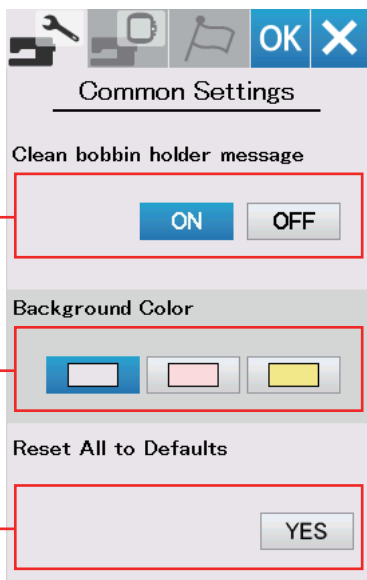 OK
Common Settings
Clean bobbin holder message
ON OFF
Background Color
Reset All to Defaults
YES